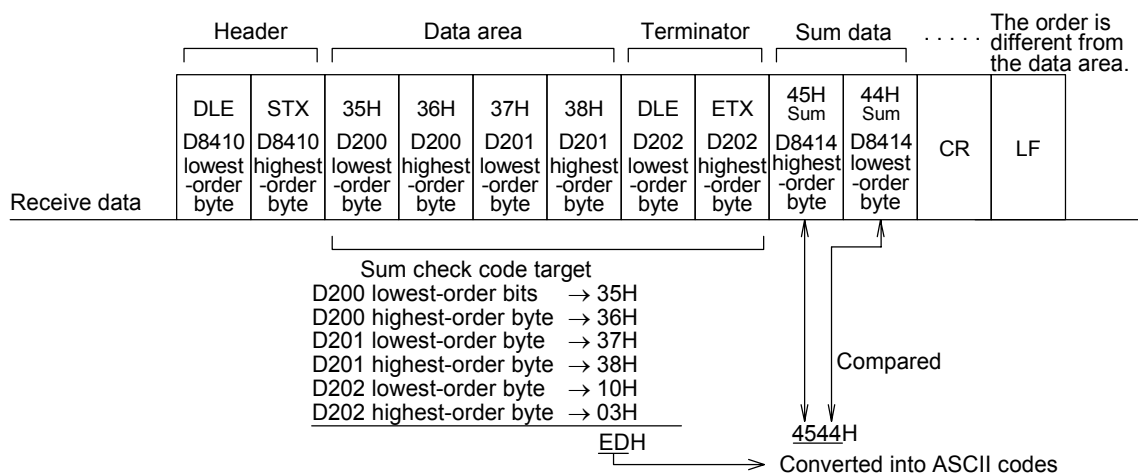 Header Data area Terminator Sum data . . . . . The order is
different from
the data area.
DLE STX 35H 36H 37H 38H DLE ETX 45H 44H CR LF
Sum Sum
D8410 D8410 D200 D200 D201 D201 D202 D202 D8414 D8414
lowest highest lowest highest lowest highest lowest highest highest lowest
-order -order -order -order -order -order -order -order -order -order
byte byte byte byte byte byte byte byte byte byte
Receive data
Sum check code target
D200 lowest-order bits → 35H
D200 highest-order byte → 36H
D201 lowest-order byte → 37H
D201 highest-order byte → 38H
D202 lowest-order byte → 10H
D202 highest-order byte → 03H
Compared
EDH 4544H
Converted into ASCII codes